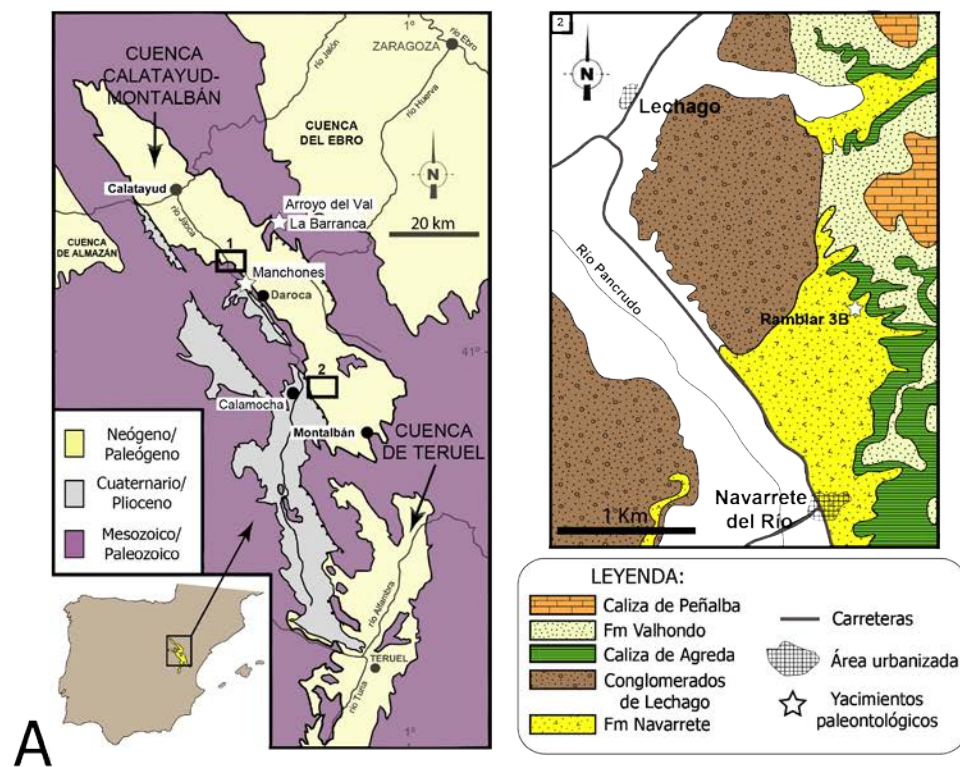 CUENCA
CALATAYUD-
MONTALBÁN
1º
ZARAGOZA
río Ebro
río Jalón
río Huerva
CUENCA
DEL EBRO
N
20 km
Calatayud
río Jiloca
Arroyo del Val
La Barranca
CUENCA
DE ALMAZÁN
1
Manchones
Daroca
41º
2
Calamocha
Montalbán
CUENCA
DE TERUEL
Neógeno/
Paleógeno
Cuaternario/
Plioceno
Mesozoico/
Paleozoico
río Alfambra
TERUEL
río Turia
1º
A
2
N
Lechago
Río Pancrudo
Ramblar 3B
Navarrete
del Río
1 Km
LEYENDA:
Caliza de Peñalba
Fm Valhondo
Caliza de Agreda
Conglomerados
de Lechago
Fm Navarrete
Carreteras
Área urbanizada
Yacimientos
paleontológicos